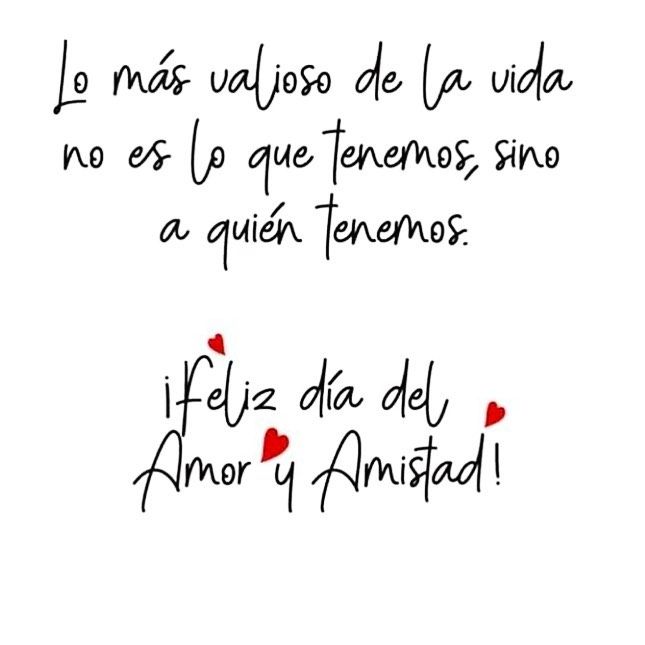 Lo más valioso de la vida
no es lo que tenemos, sino
a quién tenemos.
¡Feliz día del
Amor y Amistad!